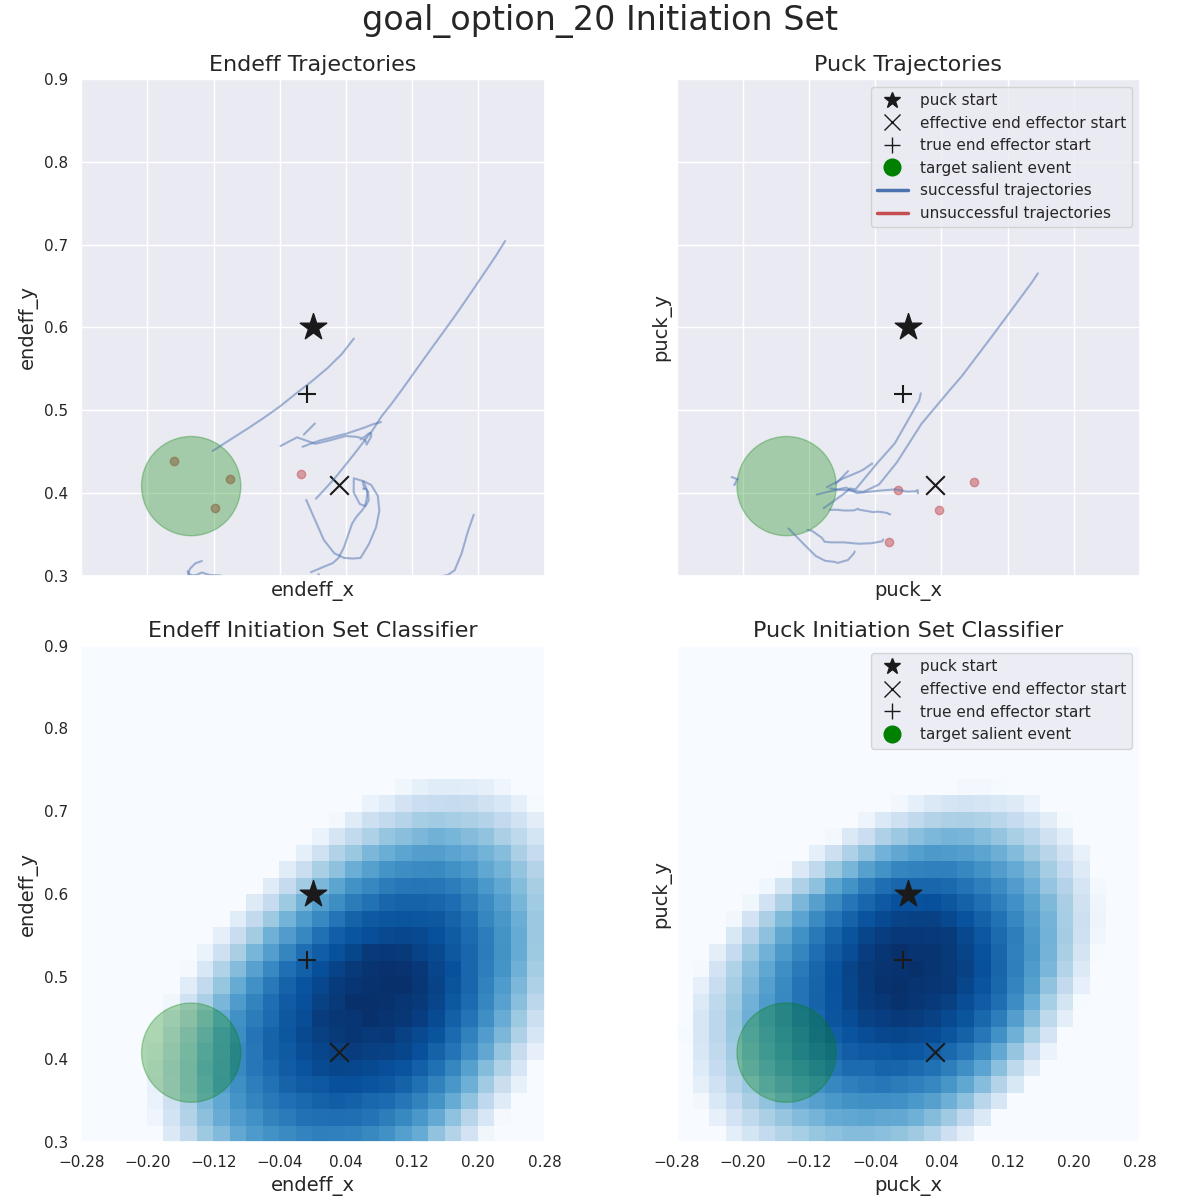 goal_option_20 Initiation Set
Endeff Trajectories
0.9
0.8
0.7
0.6
0.5
0.4
0.3
endeff_y
endeff_x
Puck Trajectories
puck start
effective end effector start
true end effector start
target salient event
successful trajectories
unsuccessful trajectories
puck_y
puck_x
Endeff Initiation Set Classifier
0.9
0.8
0.7
0.6
0.5
0.4
0.3
endeff_y
−0.28 −0.20 −0.12 −0.04 0.04 0.12 0.20 0.28
endeff_x
Puck Initiation Set Classifier
puck start
effective end effector start
true end effector start
target salient event
puck_y
−0.28 −0.20 −0.12 −0.04 0.04 0.12 0.20 0.28
puck_x